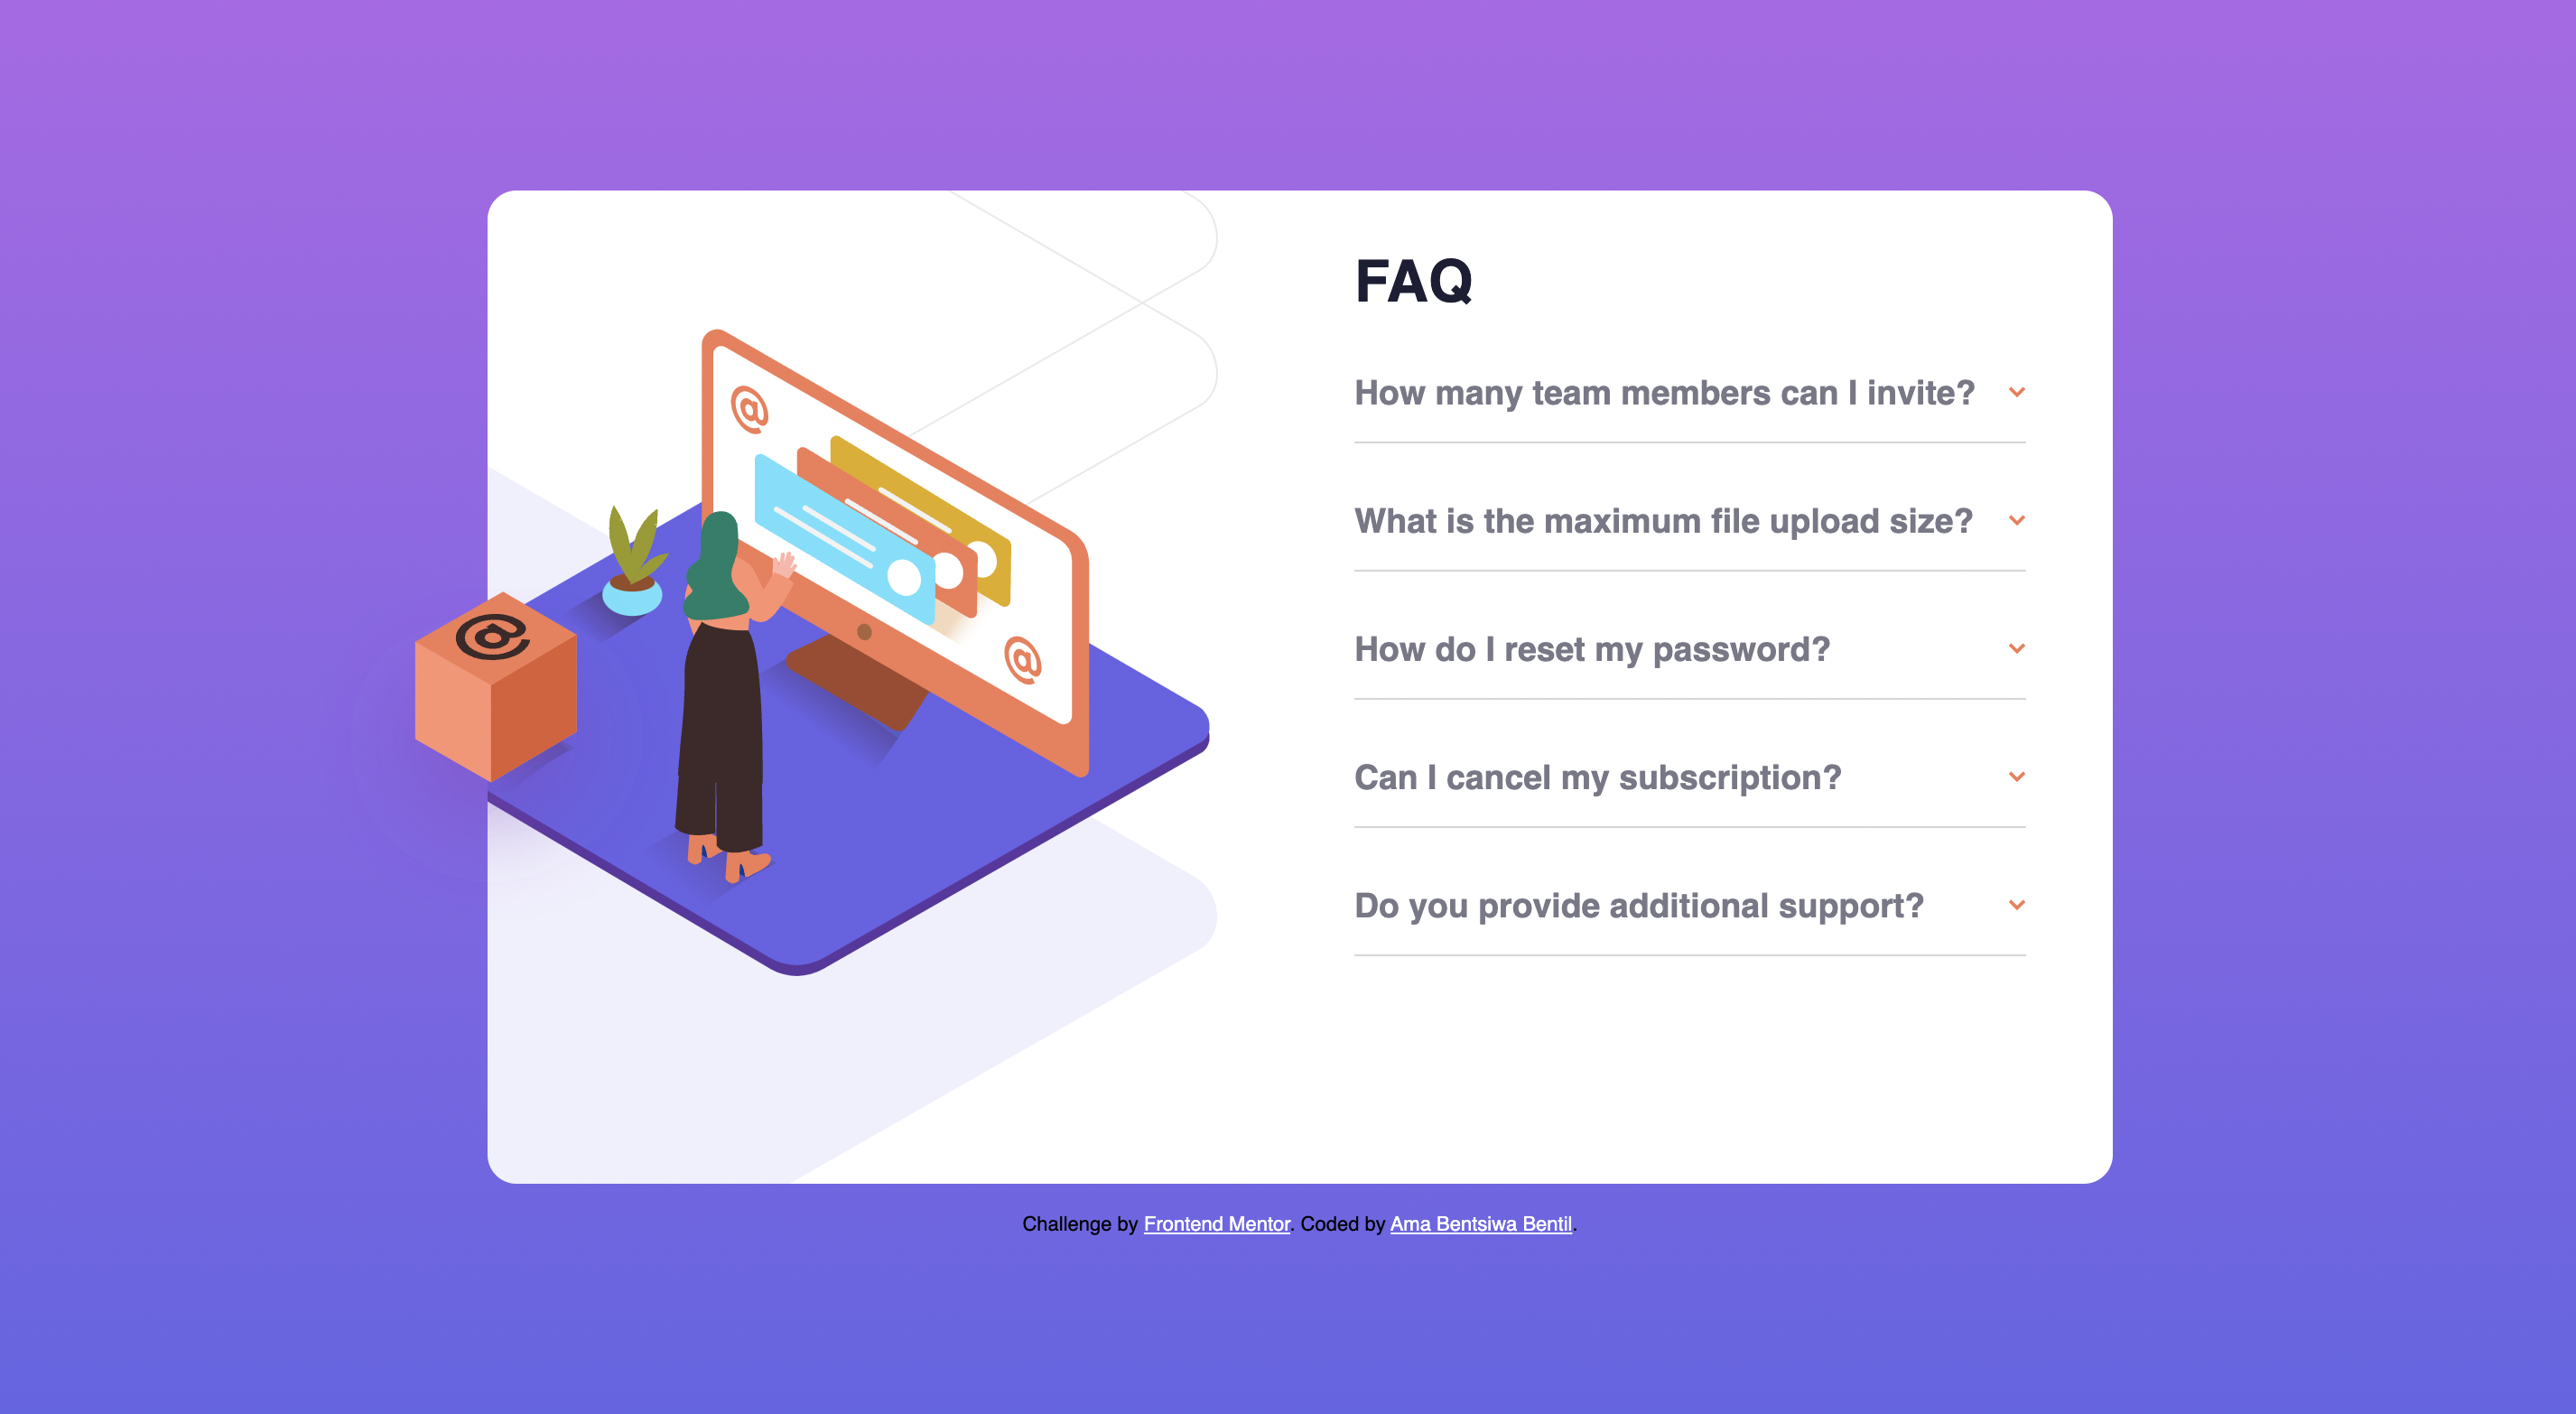 @
@
@
FAQ
How many team members can I invite?
What is the maximum file upload size?
How do I reset my password?
Can I cancel my subscription?
Do you provide additional support?
Challenge by Frontend Mentor. Coded by Ama Bentsiwa Bentil.